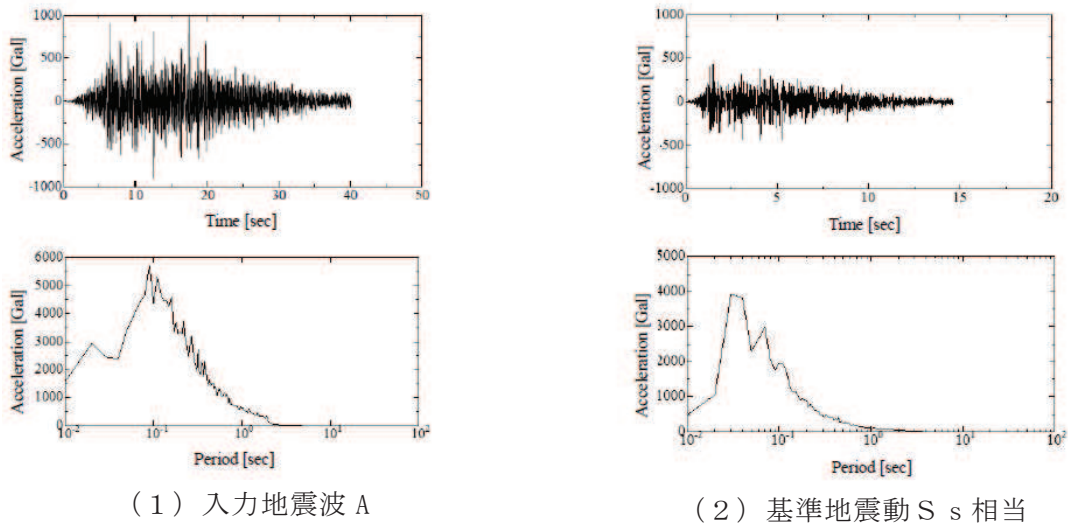 1000
500
0
-500
-1000
Acceleration [Gal]
0 10 20 30 40 50
Time [sec]
6000
5000
4000
3000
2000
1000
0
Acceleration [Gal]
10-2 10-1 100 101 102
Period [sec]
(1) 入力地震波 A
1000
500
0
-500
-1000
Acceleration [Gal]
0 5 10 15 20
Time [sec]
5000
4000
3000
2000
1000
0
Acceleration [Gal]
10-2 10-1 100 101 102
Period [sec]
(2) 基準地震動Ss相当